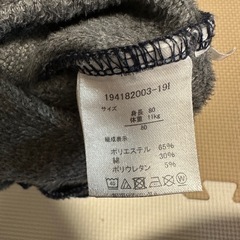 194182003-19I
サイズ 身長 80
体重 11kg
80
組成表示
ポリエステル 65%
綿 30%
ポリウレタン 5%